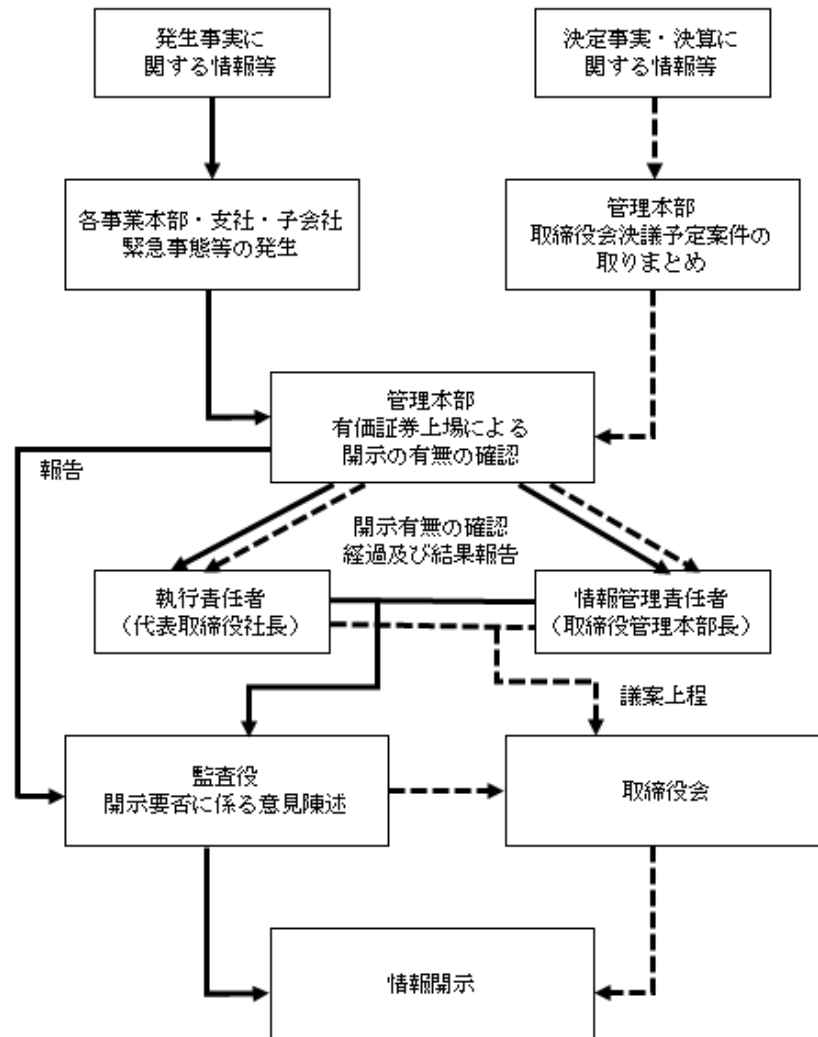 発生事実に
関する情報等
決定事実・決算に
関する情報等
各事業本部・支社・子会社
緊急事態等の発生
管理本部
取締役会決議予定案件の
取りまとめ
管理本部
有価証券上場による
開示の有無の確認
報告
開示有無の確認
経過及び結果報告
執行責任者
（代表取締役社長）
情報管理責任者
（取締役管理本部長）
議案上程
監査役
開示要否に係る意見陳述
取締役会
情報開示